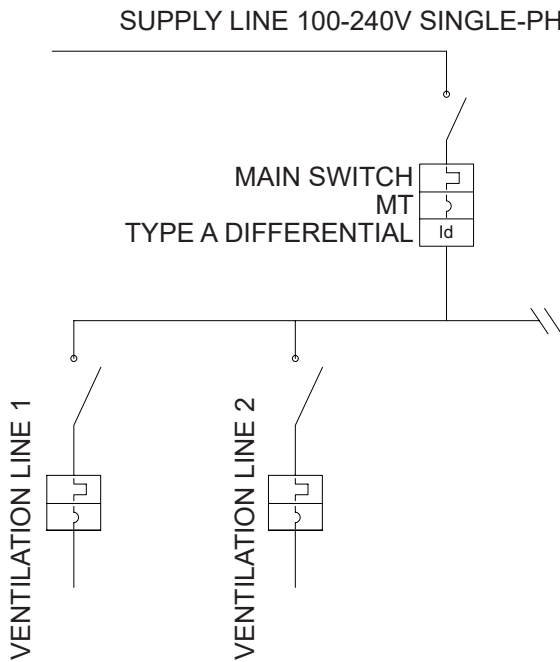 SUPPLY LINE 100-240V SINGLE-PH
MAIN SWITCH
MT
TYPE A DIFFERENTIAL
Id
VENTILATION LINE 1
VENTILATION LINE 2